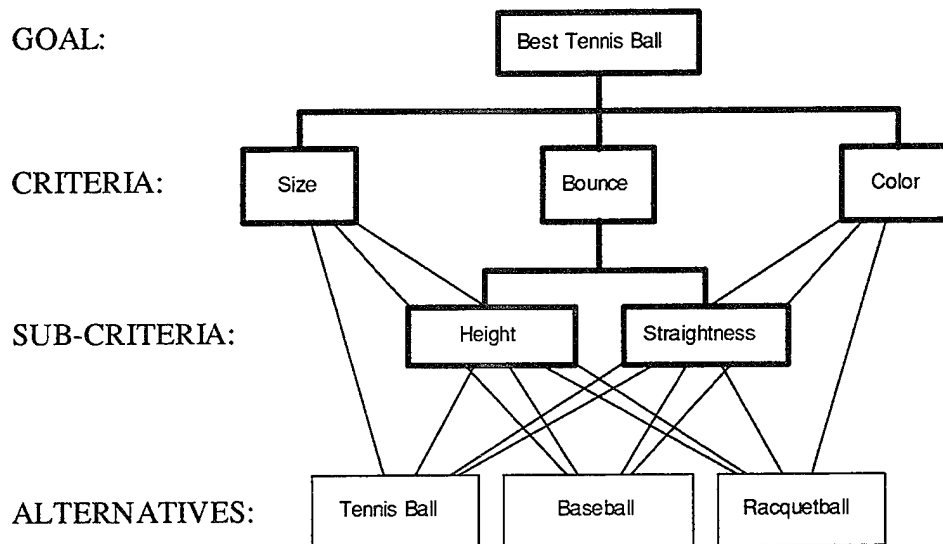 GOAL:
Best Tennis Ball
CRITERIA:
Size
Bounce
Color
SUB-CRITERIA:
Height
Straightness
ALTERNATIVES:
Tennis Ball
Baseball
Racquetball